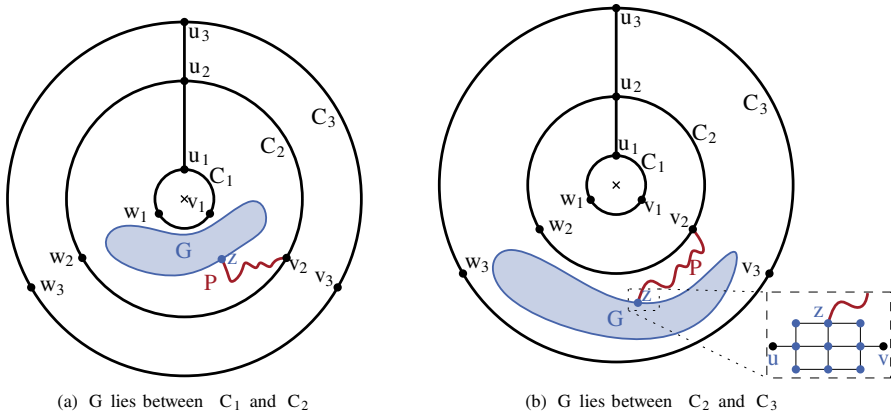 u3
u2
C3
C2
u1
C1
w1
v1
G
z
P
w2
v2
w3
v3
(a) G lies between C1 and C2
u3
u2
C3
C2
u1
C1
w1
v1
w2
v2
P
w3
v3
z
G
z
u
v
(b) G lies between C2 and C3